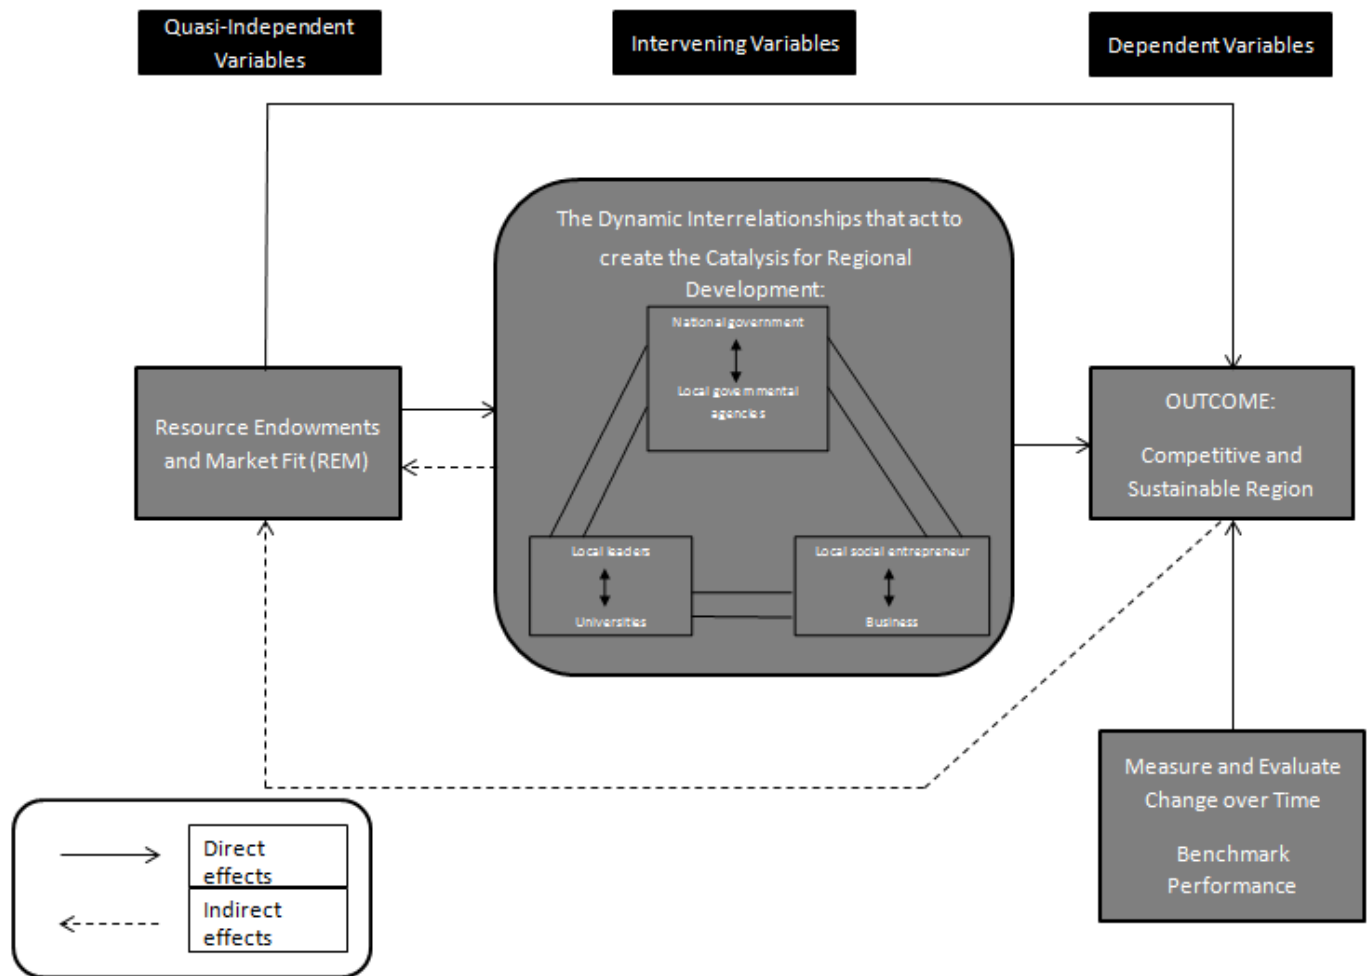 Quasi-Independent
Variables
Intervening Variables
Dependent Variables
The Dynamic Interrelationships that act to
create the Catalysis for Regional
Development:
National government
Local governmental
agencies
Resource Endowments
and Market Fit (REM)
OUTCOME:
Competitive and
Sustainable Region
Local leaders
Universities
Local social entrepreneur
Business
Measure and Evaluate
Change over Time
Benchmark
Performance
Direct
effects
Indirect
effects